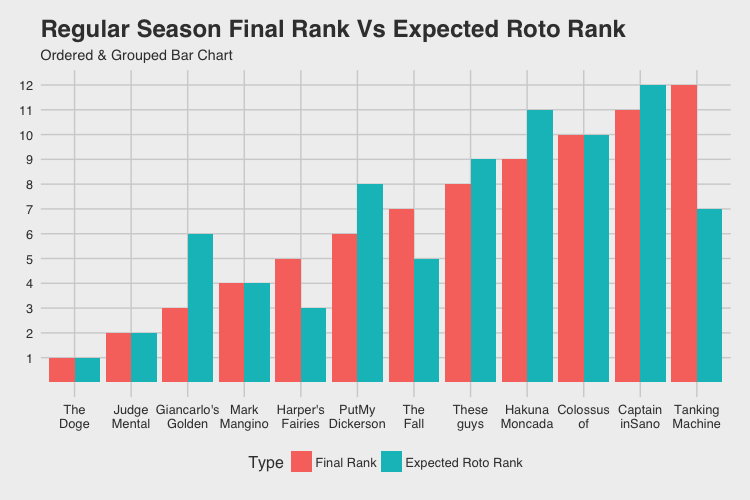 Regular Season Final Rank Vs Expected Roto Rank
Ordered & Grouped Bar Chart
12
11
10
9
8
7
6
5
4
3
2
1
The Judge Giancarlo's Mark Harper's PutMy The These Hakuna Colossus Captain Tanking
Doge Mental Golden Mangino Fairies Dickerson Fall guys Moncada of inSano Machine
Type Final Rank Expected Roto Rank